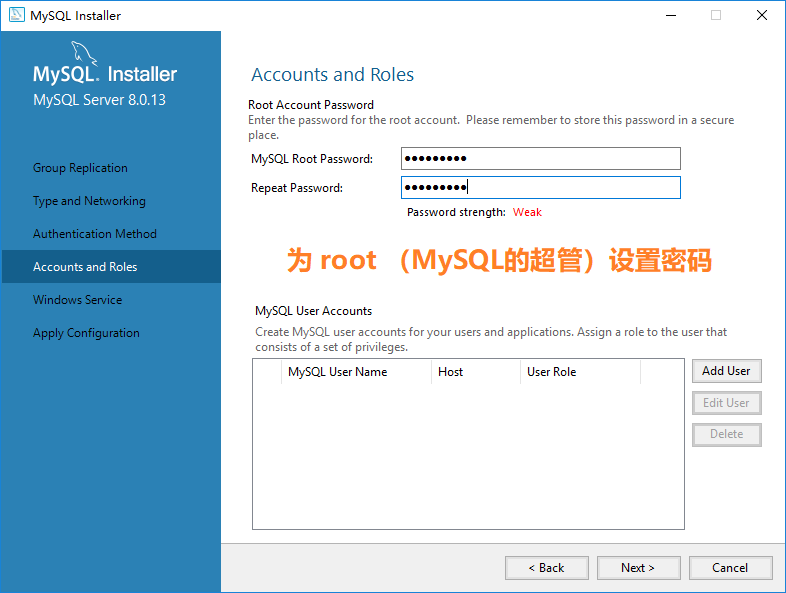 MySQL Installer
MySQL. Installer
MySQL Server 8.0.13
Group Replication
Type and Networking
Authentication Method
Accounts and Roles
Windows Service
Apply Configuration
Accounts and Roles
Root Account Password
Enter the password for the root account.  Please remember to store this password in a secure
place.
MySQL Root Password: ●●●●●●●●●
Repeat Password: ●●●●●●●●●
Password strength: Weak
为 root （MySQL的超管）设置密码
MySQL User Accounts
Create MySQL user accounts for your users and applications. Assign a role to the user that
consists of a set of privileges.
MySQL User Name Host User Role
Add User
Edit User
Delete
< Back Next > Cancel